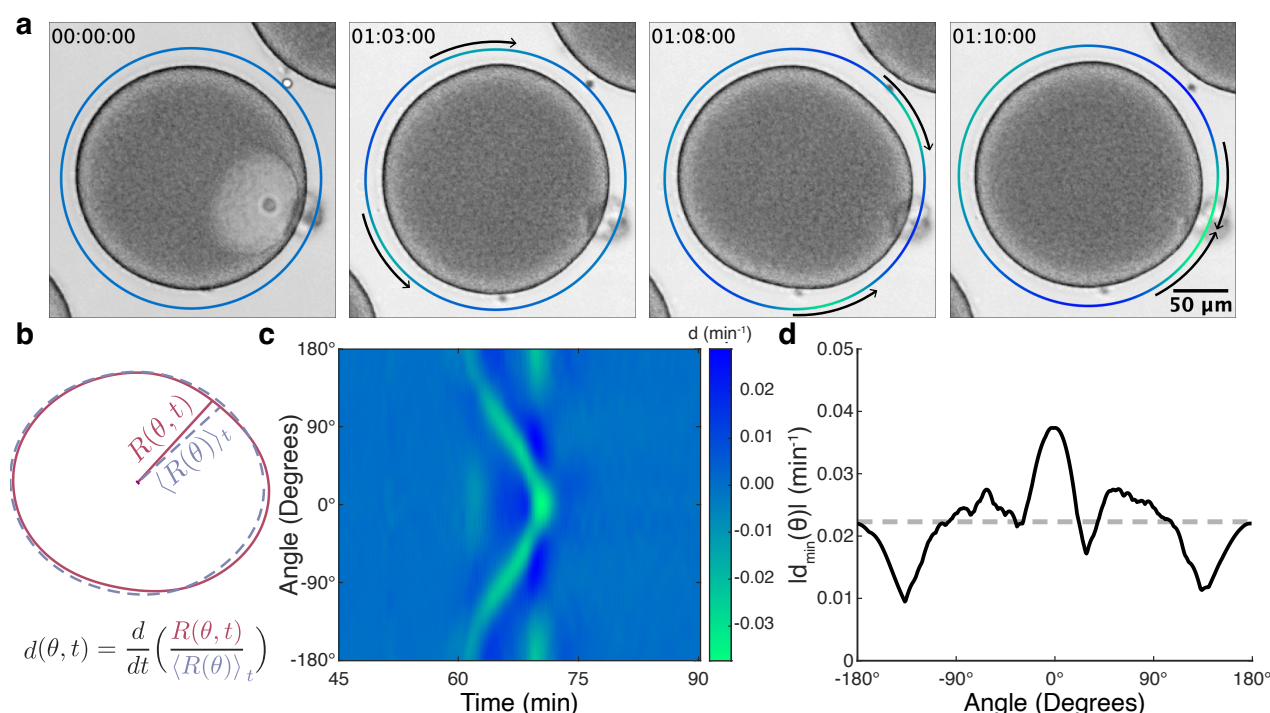 a
00:00:00
01:03:00
01:08:00
01:10:00
50 µm
b
R(θ, t)
⟨R(θ)⟩t
d(θ, t) = d/dt ( R(θ, t) / ⟨R(θ)⟩t )
c
d (min⁻¹)
180°
90°
0°
-90°
-180°
Angle (Degrees)
45
60
75
90
Time (min)
0.02
0.01
0.00
-0.01
-0.02
-0.03
d
0.05
0.04
0.03
0.02
0.01
0
|dmin(θ)| (min⁻¹)
-180°
-90°
0°
90°
180°
Angle (Degrees)